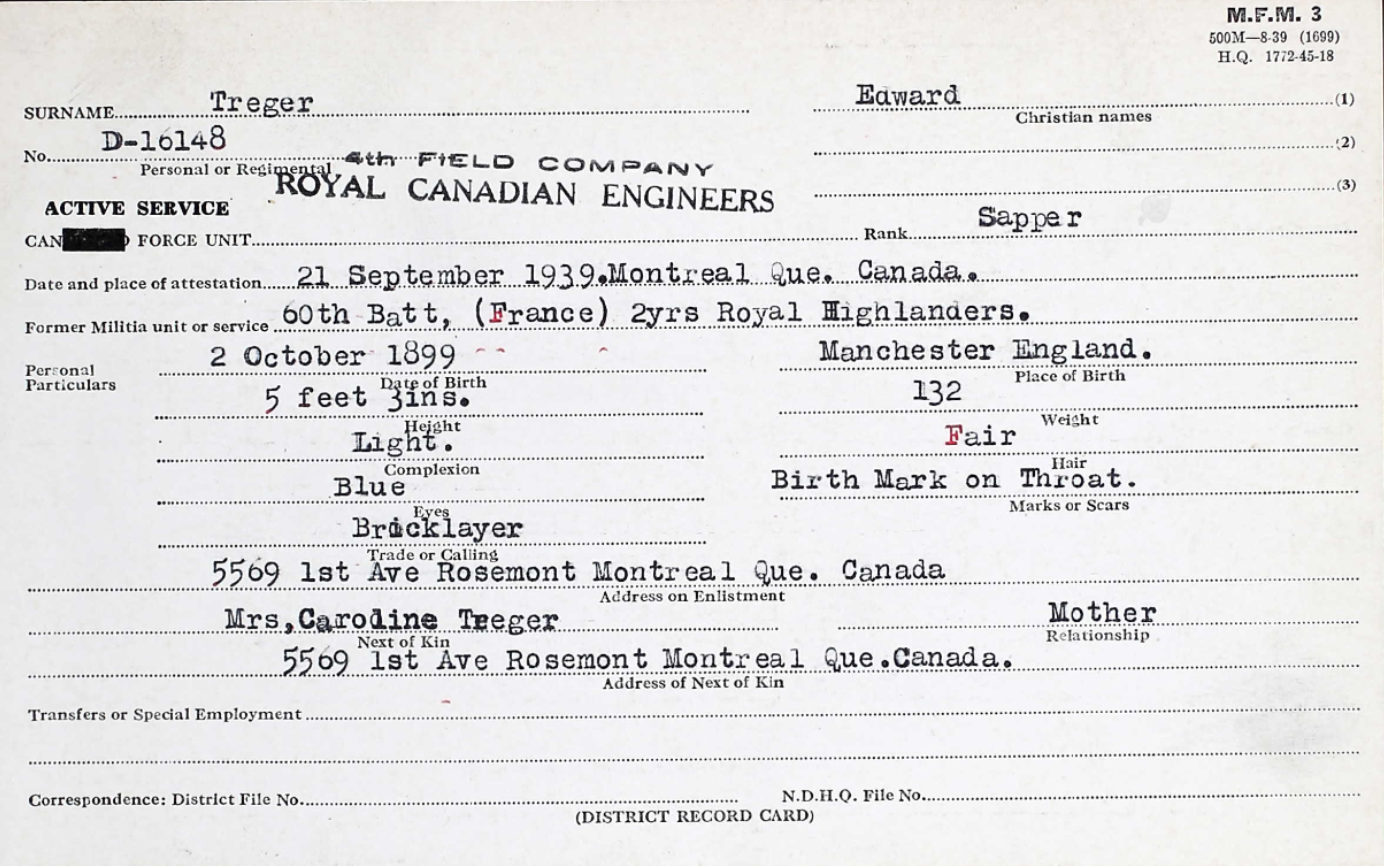 M.F.M. 3
500M—8-39 (1699)
H.Q. 1772-45-18
SURNAME Treger Edward (1)
Christian names
No. D-16148 (2)
Personal or Regimental 4th FIELD COMPANY
ROYAL CANADIAN ENGINEERS (3)
ACTIVE SERVICE
CAN FORCE UNIT Rank Sapper
Date and place of attestation 21 September 1939.Montreal Que. Canada.
Former Militia unit or service 60th Batt, (France) 2yrs Royal Highlanders.
Personal Particulars 2 October 1899 Manchester England.
Date of Birth Place of Birth
5 feet 3ins. 132
Height Weight
Light. Fair
Complexion Hair
Blue Birth Mark on Throat.
Eyes Marks or Scars
Bricklayer
Trade or Calling
5569 1st Ave Rosemont Montreal Que. Canada
Address on Enlistment
Mrs,Caroline Treger Mother
Next of Kin Relationship
5569 1st Ave Rosemont Montreal Que.Canada.
Address of Next of Kin
Transfers or Special Employment
Correspondence: District File No. N.D.H.Q. File No.
(DISTRICT RECORD CARD)